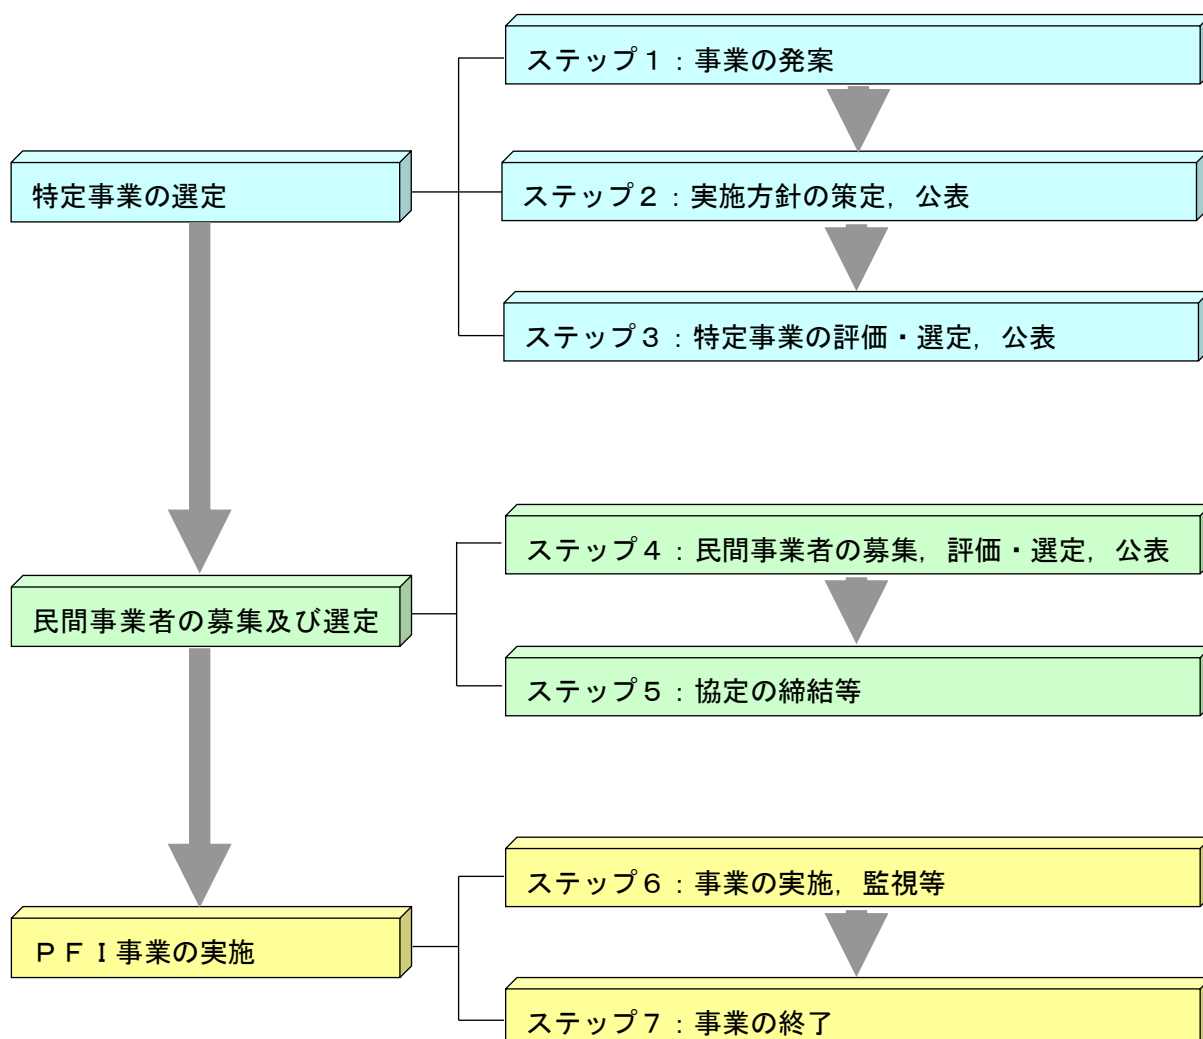 特定事業の選定
ステップ１：事業の発案
ステップ２：実施方針の策定，公表
ステップ３：特定事業の評価・選定，公表
民間事業者の募集及び選定
ステップ４：民間事業者の募集，評価・選定，公表
ステップ５：協定の締結等
ＰＦＩ事業の実施
ステップ６：事業の実施，監視等
ステップ７：事業の終了